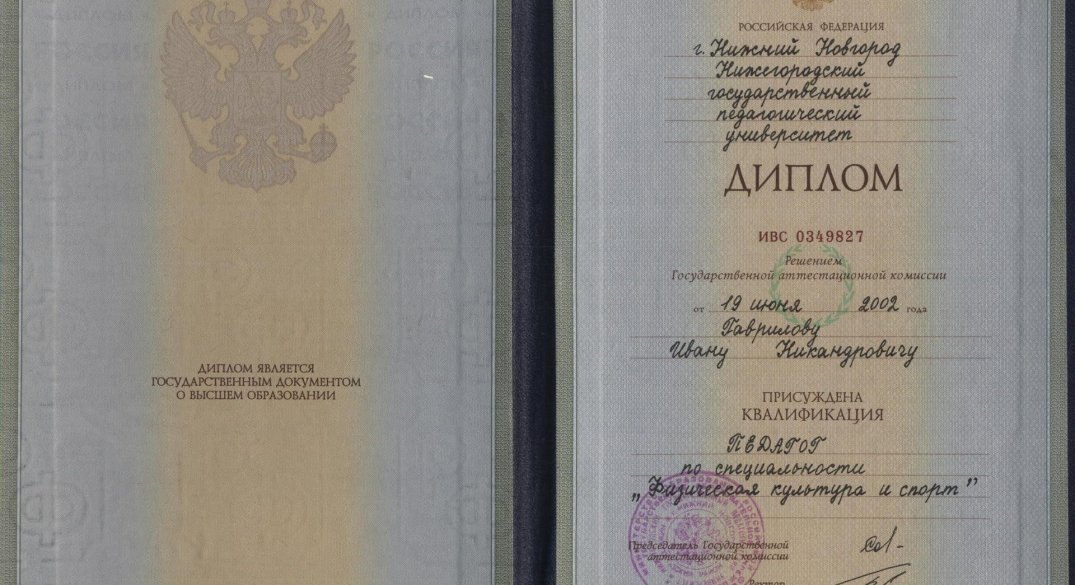 ДИПЛОМ ЯВЛЯЕТСЯ
ГОСУДАРСТВЕННЫМ ДОКУМЕНТОМ
О ВЫСШЕМ ОБРАЗОВАНИИ
РОССИЙСКАЯ ФЕДЕРАЦИЯ
г. Нижний Новгород
Нижегородский
государственный
педагогический
университет
ДИПЛОМ
ИВС 0349827
Решением
Государственной аттестационной комиссии
от 19 июня 2002 года
Гаврилову
Ивану Никандровичу
ПРИСУЖДЕНА
КВАЛИФИКАЦИЯ
ПЕДАГОГ
по специальности
„Физическая культура и спорт”
Председатель Государственной
аттестационной комиссии
Ректор